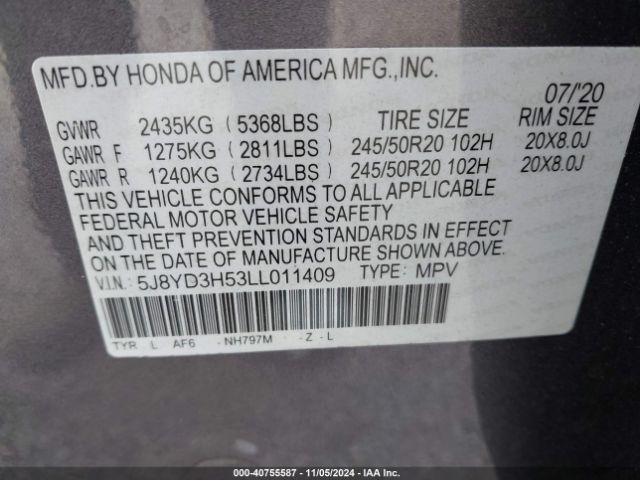 MFD.BY HONDA OF AMERICA MFG.,INC.
07/'20
GVWR 2435KG (5368LBS) TIRE SIZE RIM SIZE
GAWR F 1275KG (2811LBS) 245/50R20 102H 20X8.0J
GAWR R 1240KG (2734LBS) 245/50R20 102H 20X8.0J
THIS VEHICLE CONFORMS TO ALL APPLICABLE
FEDERAL MOTOR VEHICLE SAFETY
AND THEFT PREVENTION STANDARDS IN EFFECT
ON THE DATE OF MANUFACTURE SHOWN ABOVE.
V.I.N.: 5J8YD3H53LL011409 TYPE: MPV
TYR L AF6 -NH797M -Z -L
000-40755587 - 11/05/2024 - IAA Inc.